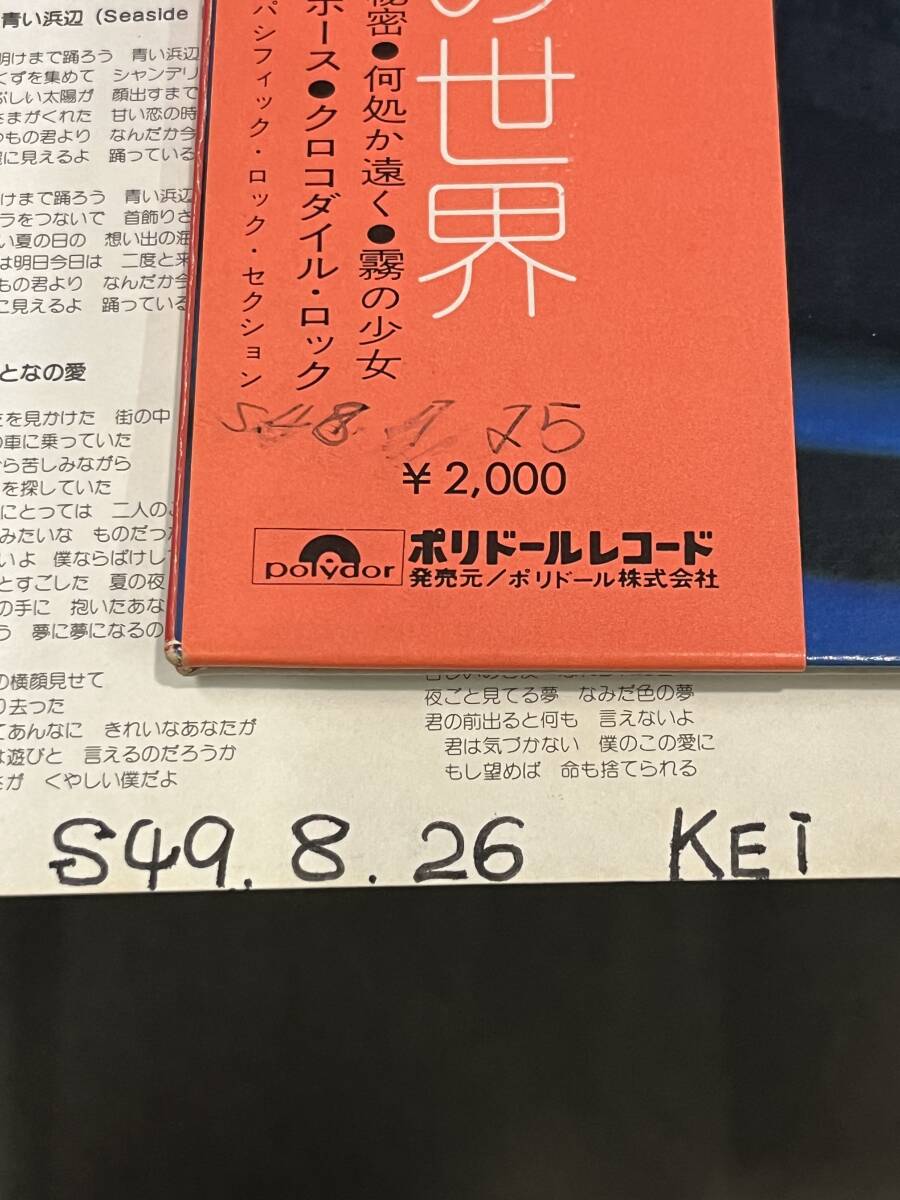 青い浜辺 (Seaside
明けまで踊ろう 青い浜辺
くずを集めて シャンデリ
ぶしい太陽が 顔出すまで
さまがくれた 甘い恋の時
つもの君より なんだか今
麗に見えるよ 踊っている
けまで踊ろう 青い浜辺
ラをつないで 首飾りさ
い夏の日の 想い出の海
は明日今日は 二度と来
もの君より なんだか今
に見えるよ 踊っている
となの愛
を見かけた 街の中
の車に乗っていた
ら苦しみながら
を探していた
にとっては 二人のこ
みたいな ものだった
いよ 僕ならばけして
とすごした 夏の夜
の手に 抱いたあな
う 夢に夢になるの
の横顔見せて
り去った
てあんなに きれいなあなたが
は遊びと 言えるのだろうか
さが くやしい僕だよ
の世界
秘密●何処か遠く●霧の少女
ホース●クロコダイル・ロック
パシフィック・ロック・セクション
S48.7 25
¥2,000
polydor
ポリドールレコード
発売元/ポリドール株式会社
夜ごと見てる夢 なみだ色の夢
君の前出ると何も 言えないよ
君は気づかない 僕のこの愛に
もし望めば 命も捨てられる
S49.8.26 KEi